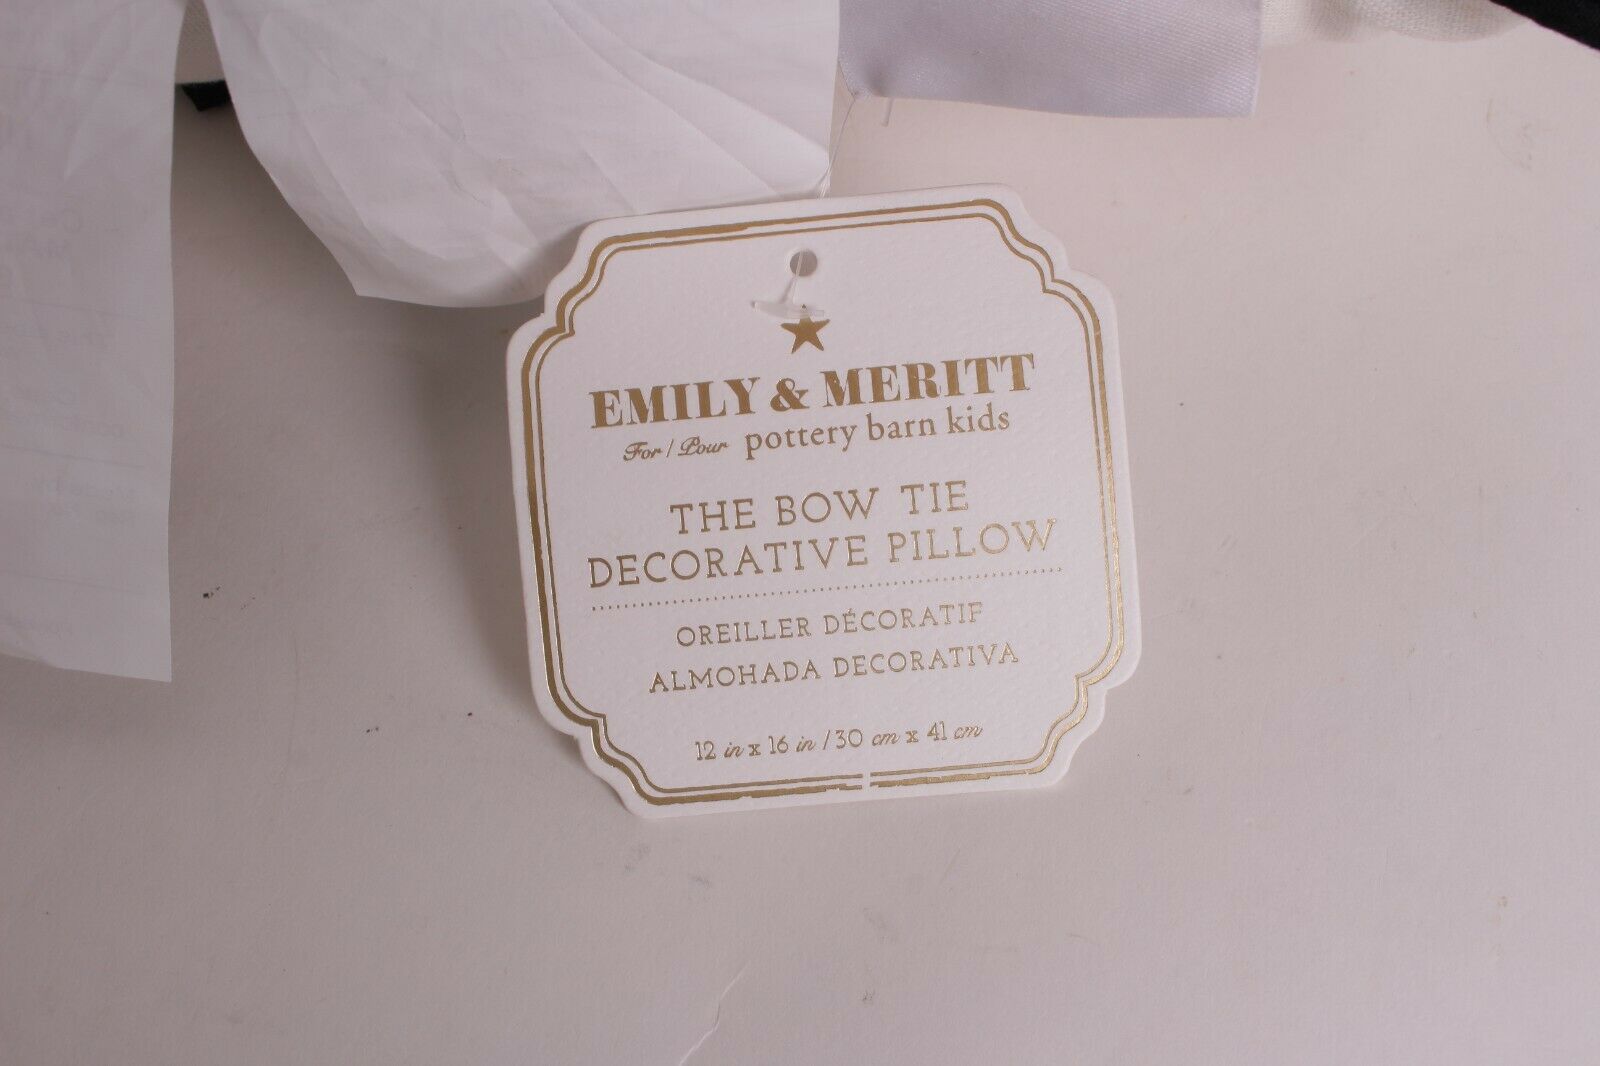 EMILY & MERITT
For / Pour pottery barn kids
THE BOW TIE
DECORATIVE PILLOW
OREILLER DÉCORATIF
ALMOHADA DECORATIVA
12 in x 16 in / 30 cm x 41 cm